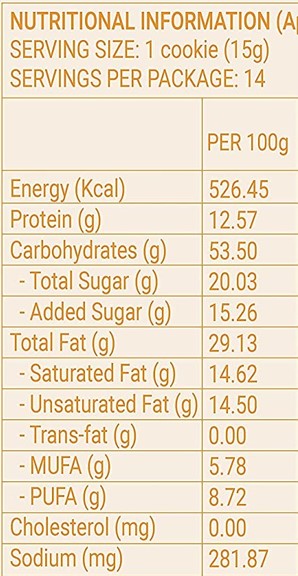 NUTRITIONAL INFORMATION
SERVING SIZE: 1 cookie (15g)
SERVINGS PER PACKAGE: 14
PER 100g
Energy (Kcal) 526.45
Protein (g) 12.57
Carbohydrates (g) 53.50
- Total Sugar (g) 20.03
- Added Sugar (g) 15.26
Total Fat (g) 29.13
- Saturated Fat (g) 14.62
- Unsaturated Fat (g) 14.50
- Trans-fat (g) 0.00
- MUFA (g) 5.78
- PUFA (g) 8.72
Cholesterol (mg) 0.00
Sodium (mg) 281.87